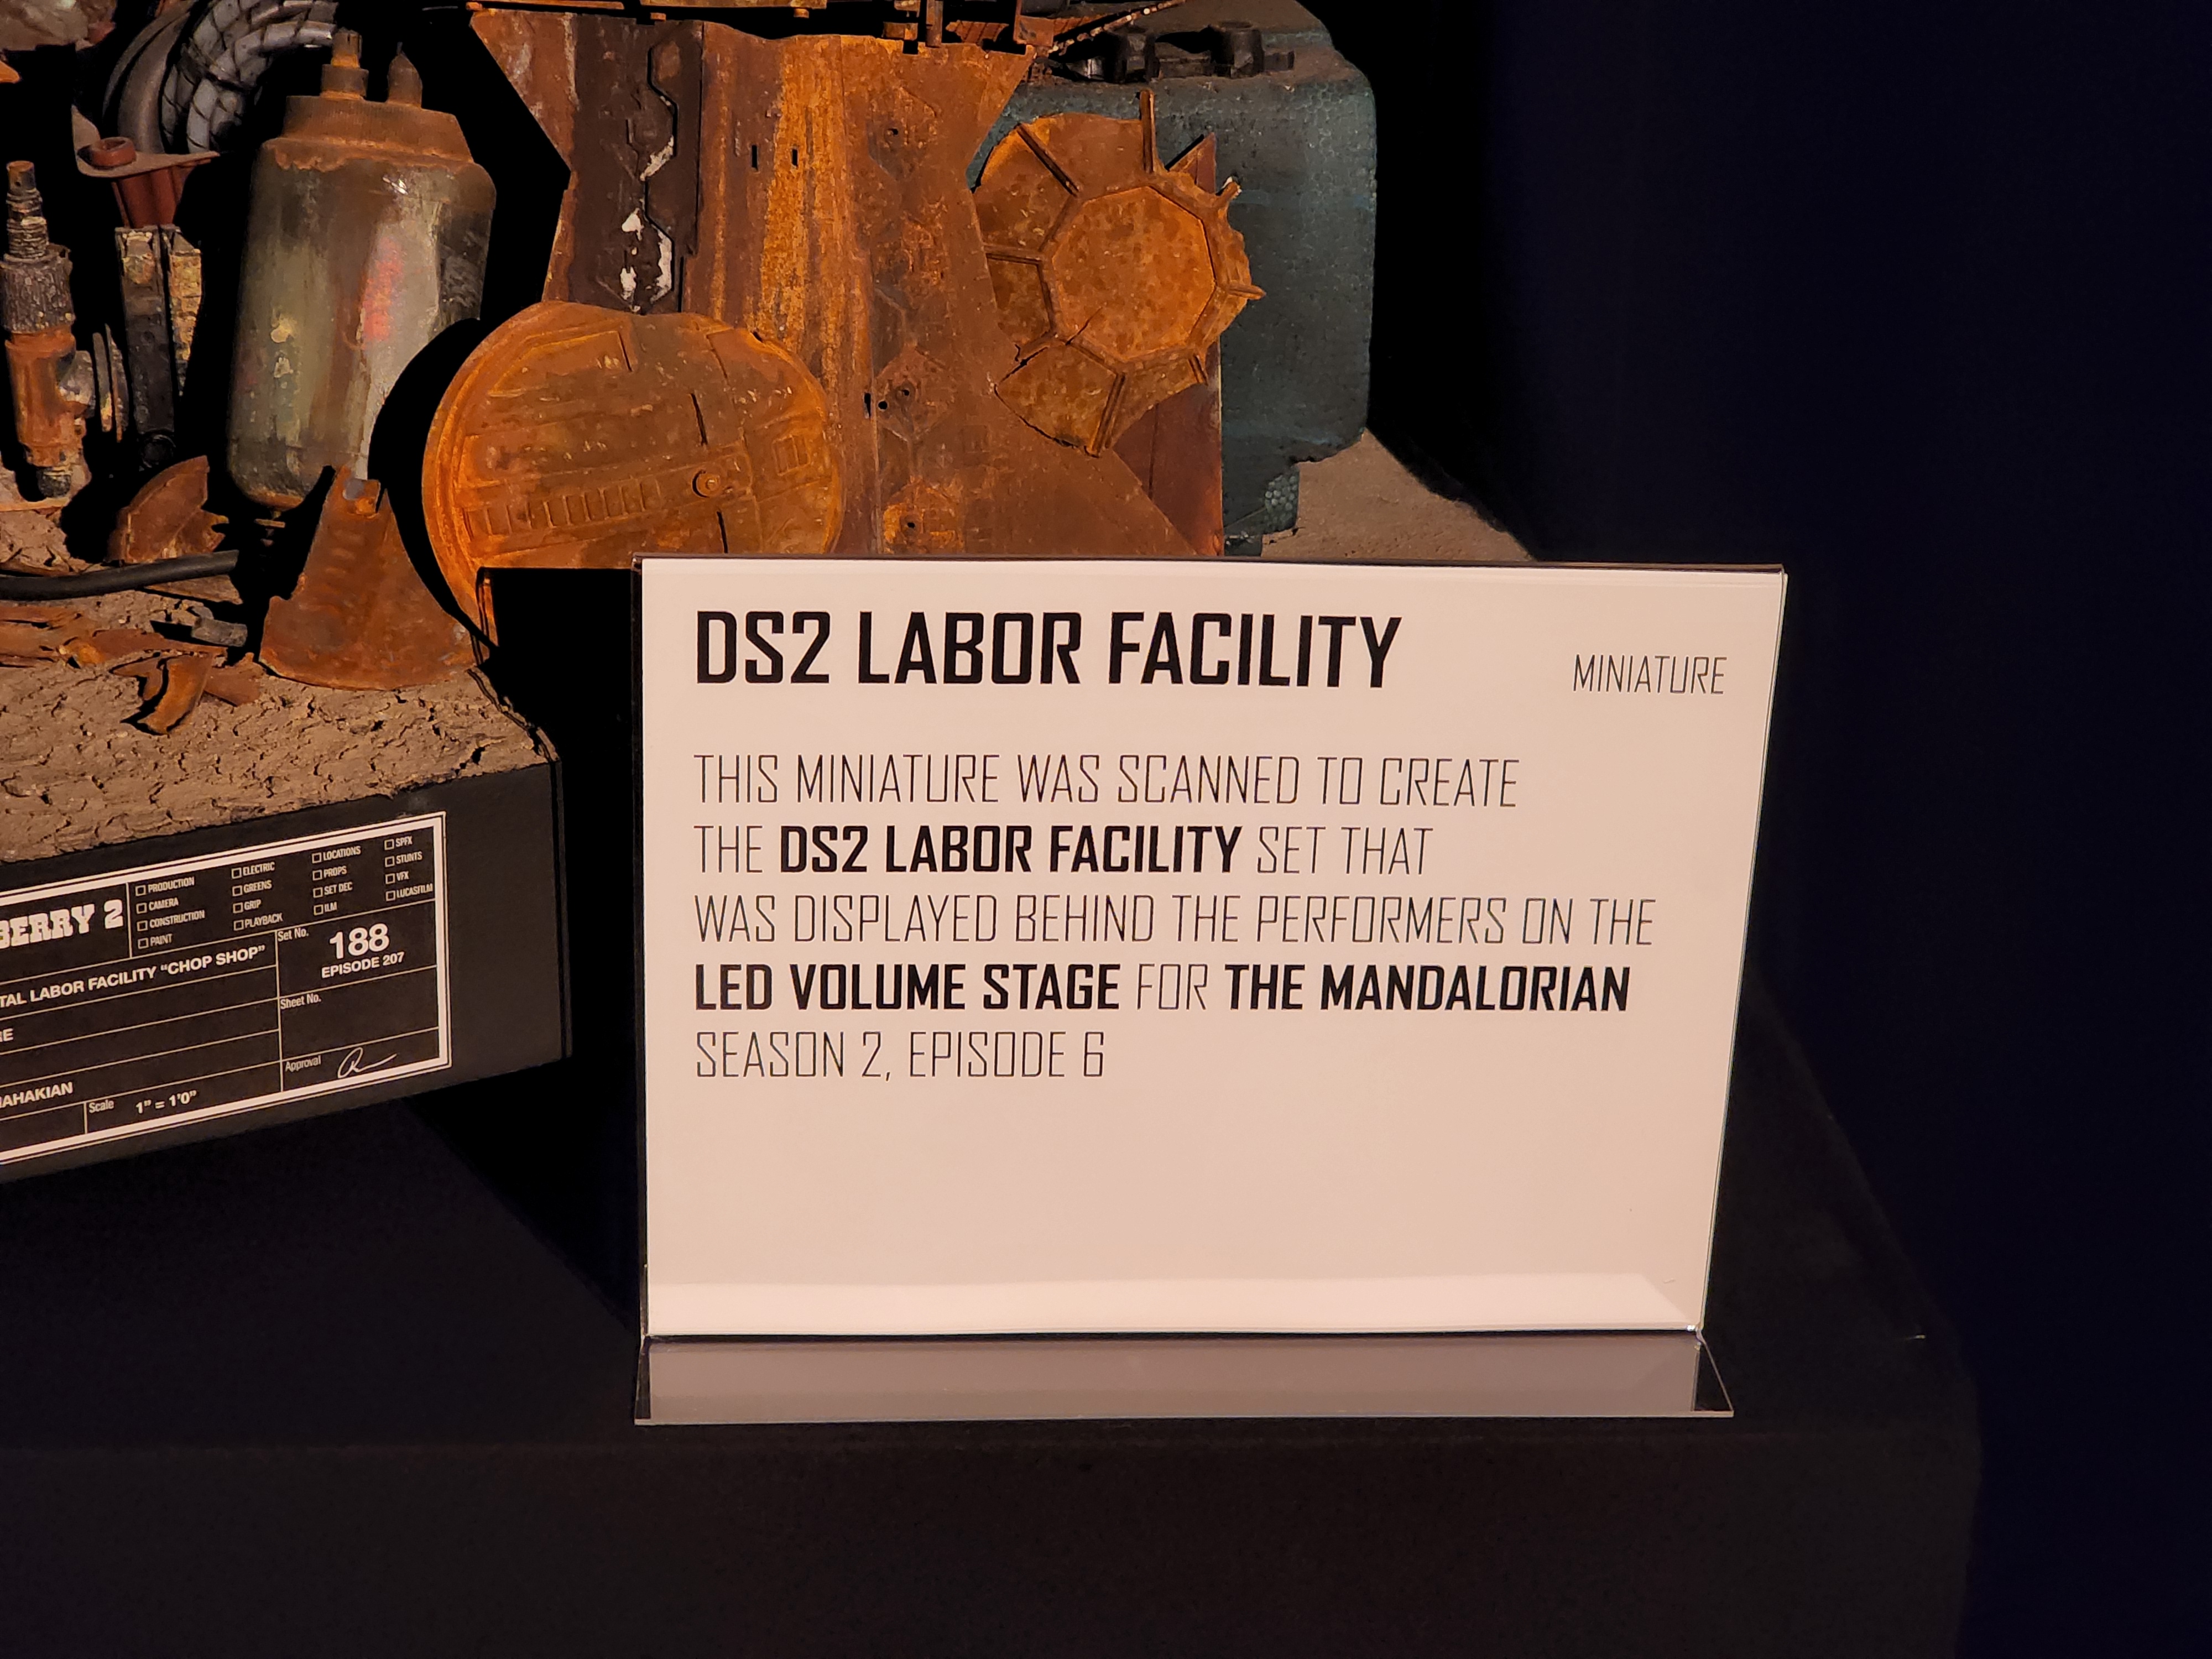 DS2 LABOR FACILITY
MINIATURE
THIS MINIATURE WAS SCANNED TO CREATE
THE DS2 LABOR FACILITY SET THAT
WAS DISPLAYED BEHIND THE PERFORMERS ON THE
LED VOLUME STAGE FOR THE MANDALORIAN
SEASON 2, EPISODE 6
BERRY 2
PRODUCTION
CAMERA
CONSTRUCTION
PAINT
ELECTRIC
GREENS
GRIP
PLAYBACK
LOCATIONS
PROPS
SET DEC
ILM
SPFX
STUNTS
VFX
LUCASFILM
TAL LABOR FACILITY "CHOP SHOP"
Set No.
188
EPISODE 207
Sheet No.
Approval
AHAKIAN
Scale 1" = 1'0"